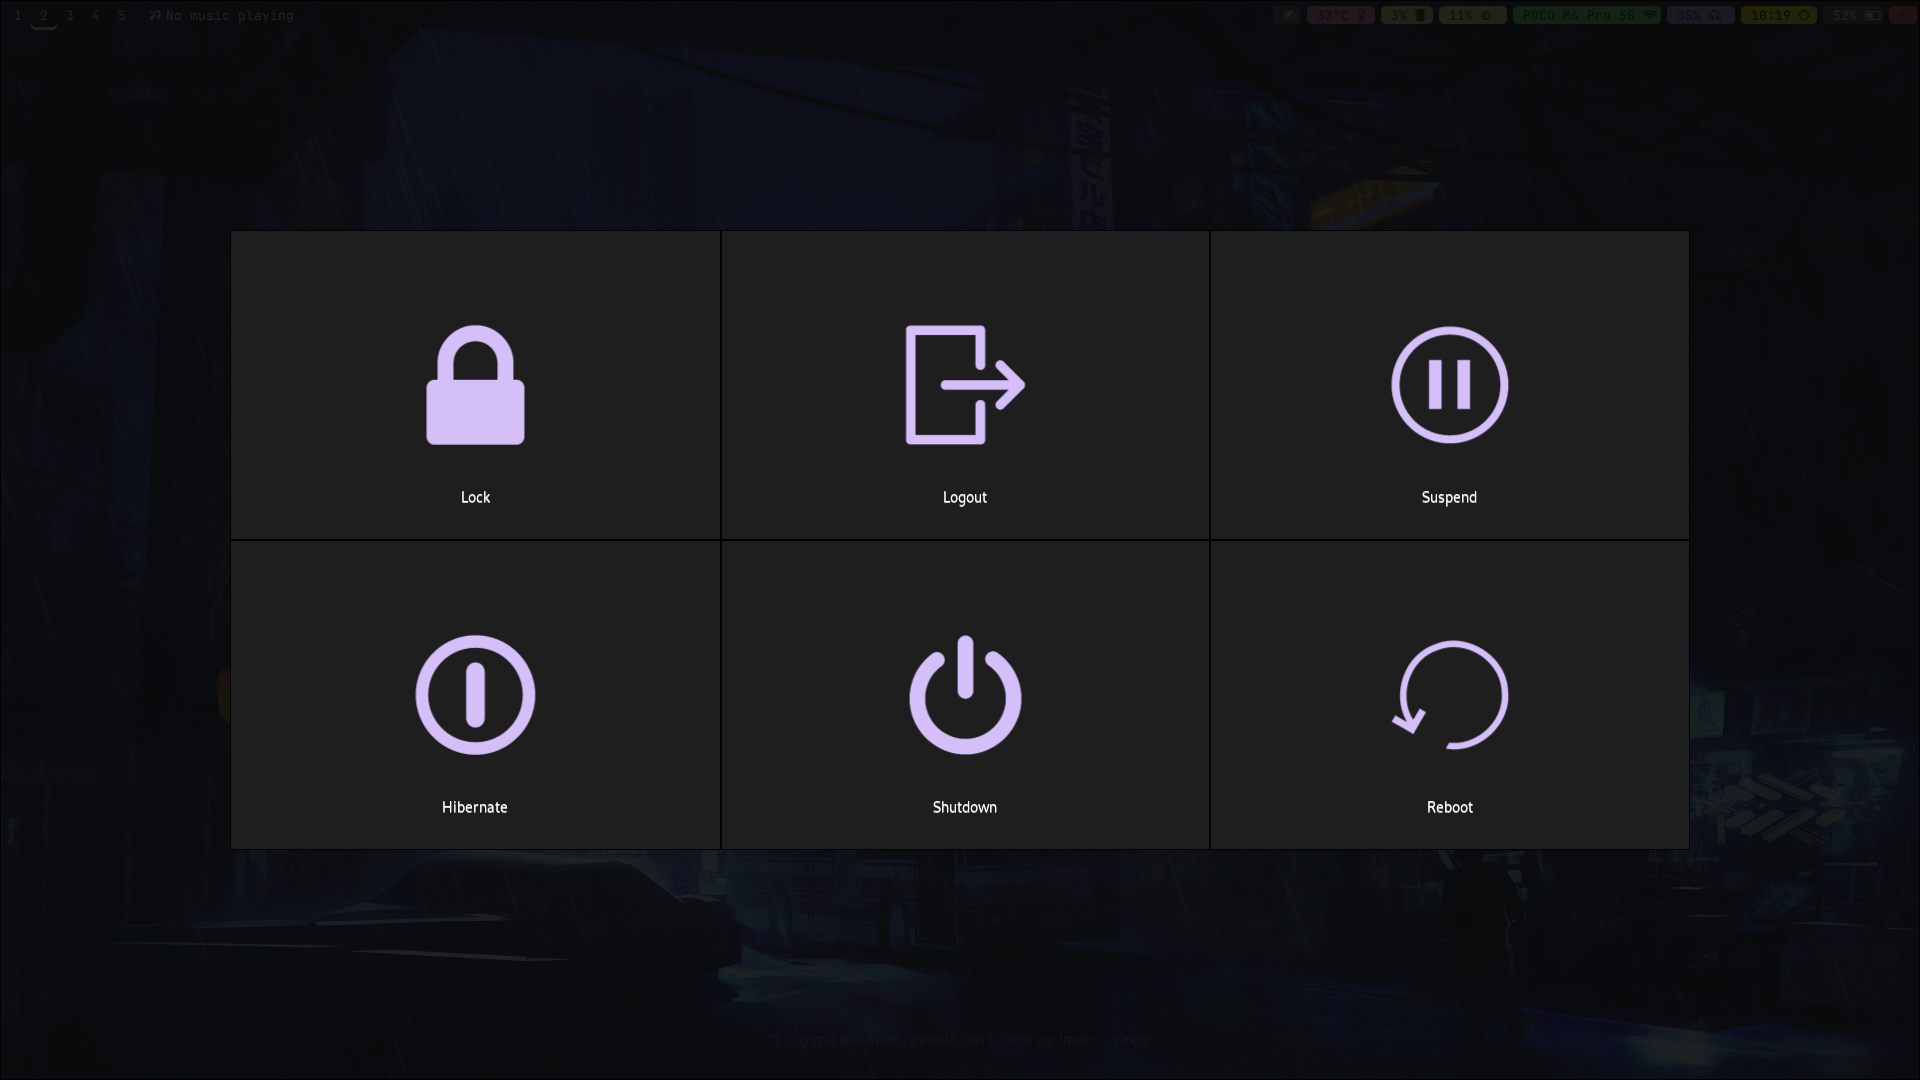 1 2 3 4 5 No music playing 33°C 3% 11% POCO M6 Pro 5G 35% 10:19 52%
Lock Logout Suspend
Hibernate Shutdown Reboot
"I commit too often, people can't catch up lmao" - Vaxry